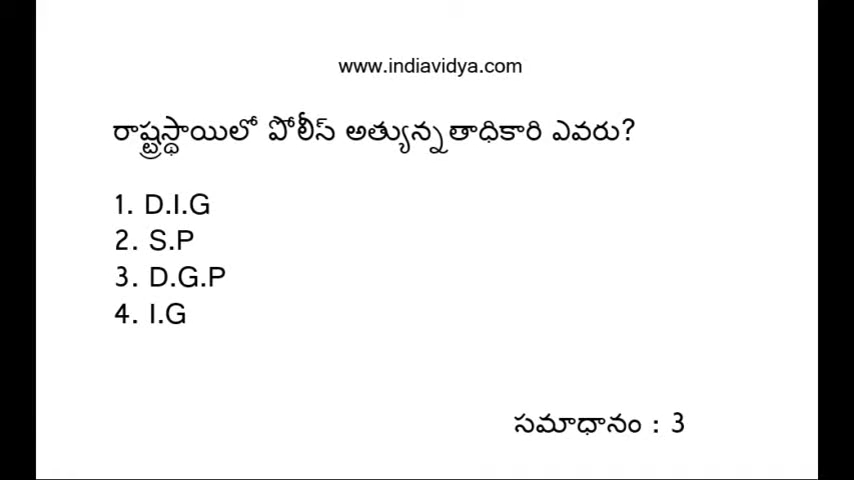 www.indiavidya.com
రాష్ట్రస్థాయిలో పోలీస్ అత్యున్నతాధికారి ఎవరు?
1. D.I.G
2. S.P
3. D.G.P
4. I.G
సమాధానం : 3